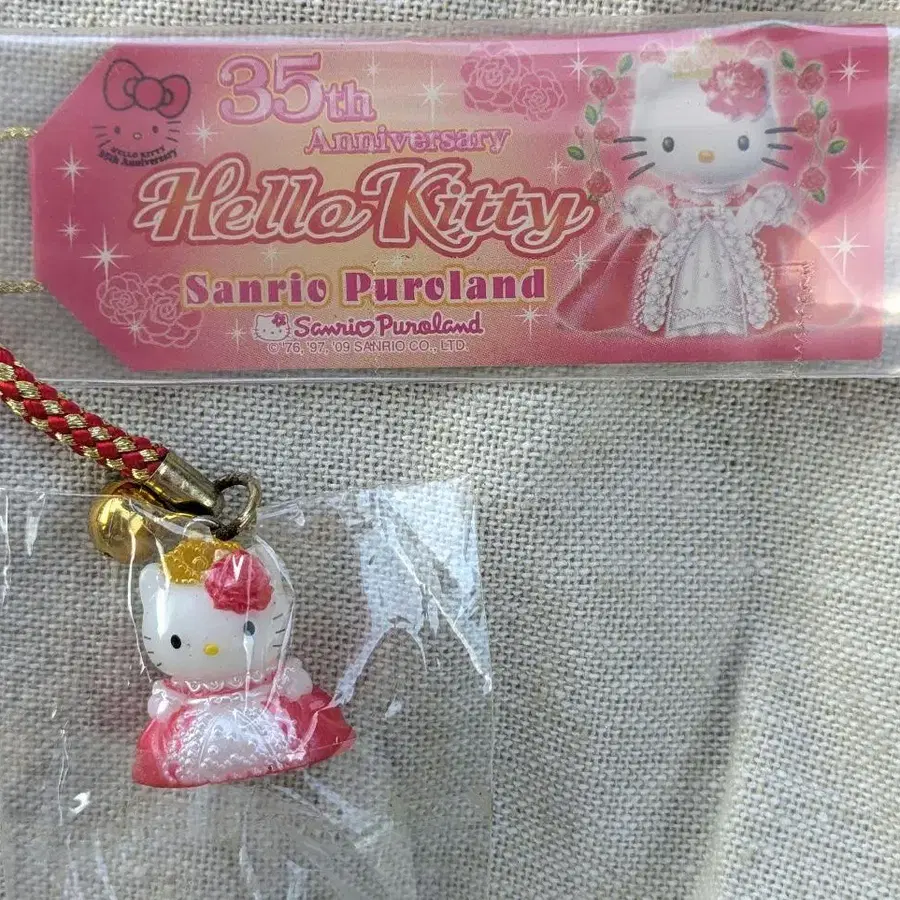 HELLO KITTY
35th Anniversary
35th
Anniversary
Hello Kitty
Sanrio Puroland
Sanrio Puroland
© '76, '97, '09 SANRIO CO., LTD.